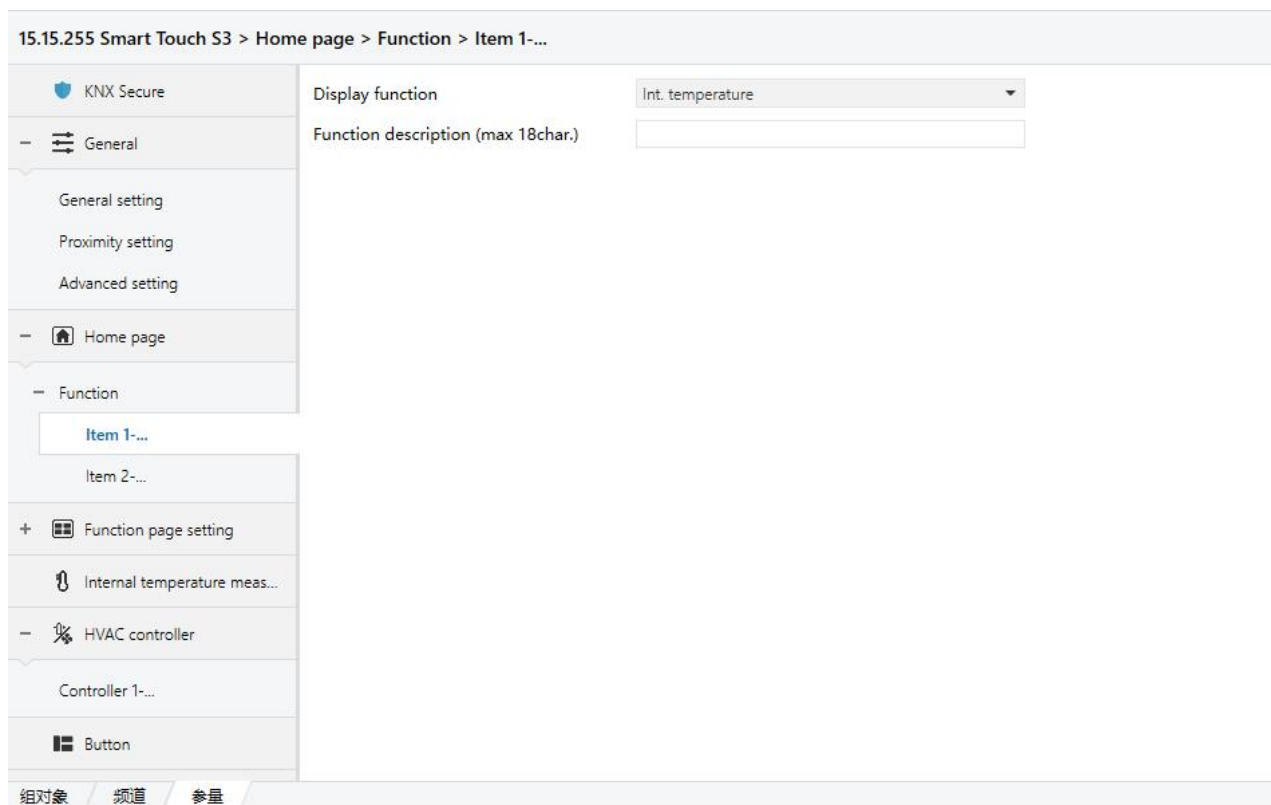 15.15.255 Smart Touch S3 > Home page > Function > Item 1-...
KNX Secure
Display function
Int. temperature
General
Function description (max 18char.)
General setting
Proximity setting
Advanced setting
Home page
Function
Item 1-...
Item 2-...
Function page setting
Internal temperature meas...
HVAC controller
Controller 1-...
Button
组对象 频道 参量